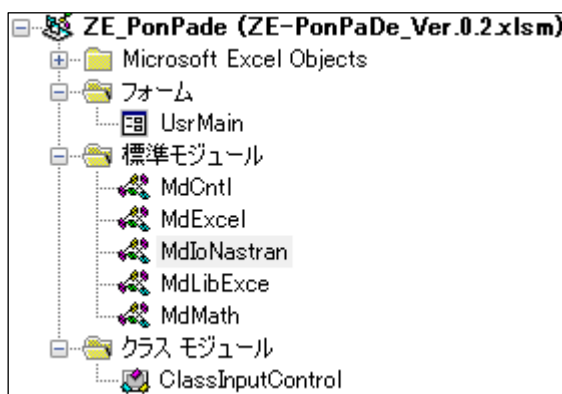 ZE_PonPade (ZE-PonPaDe_Ver.0.2.xlsm)
Microsoft Excel Objects
フォーム
UsrMain
標準モジュール
MdCntl
MdExcel
MdIoNastran
MdLibExce
MdMath
クラス モジュール
ClassInputControl